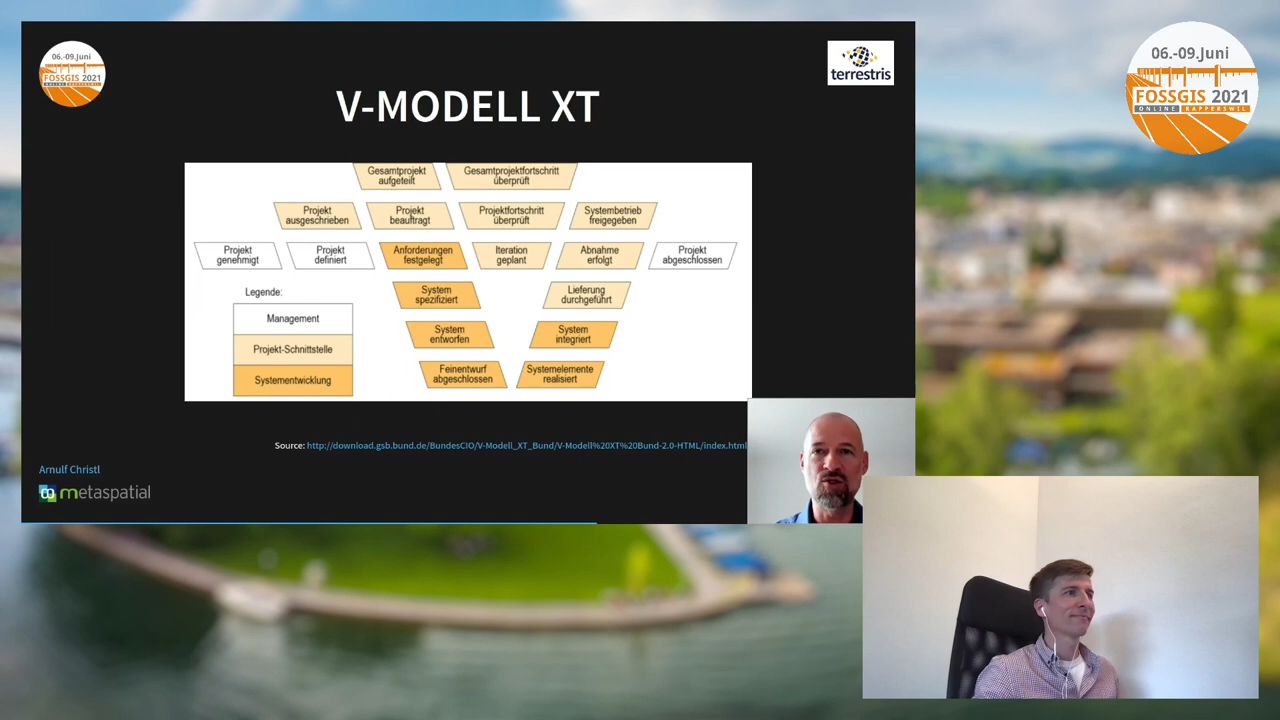 06.-09.Juni
FOSSGIS 2021
terrestris
V-MODELL XT
Gesamtprojekt
aufgeteilt
Gesamtprojektfortschritt
überprüft
Projekt
ausgeschrieben
Projekt
beauftragt
Projektfortschritt
überprüft
Systembetrieb
freigegeben
Projekt
genehmigt
Projekt
definiert
Anforderungen
festgelegt
Iteration
geplant
Abnahme
erfolgt
Projekt
abgeschlossen
Legende:
Management
Projekt-Schnittstelle
Systementwicklung
System
spezifiziert
Lieferung
durchgeführt
System
entworfen
System
integriert
Feinentwurf
abgeschlossen
Systemelemente
realisiert
Source: http://download.gsb.bund.de/BundesCIO/V-Modell_XT_Bund/V-Modell%20XT%20Bund-2.0-HTML/index.html
Arnulf Christl
metaspatial
06.-09.Juni
FOSSGIS 2021
ONLINE RAPPERSWIL